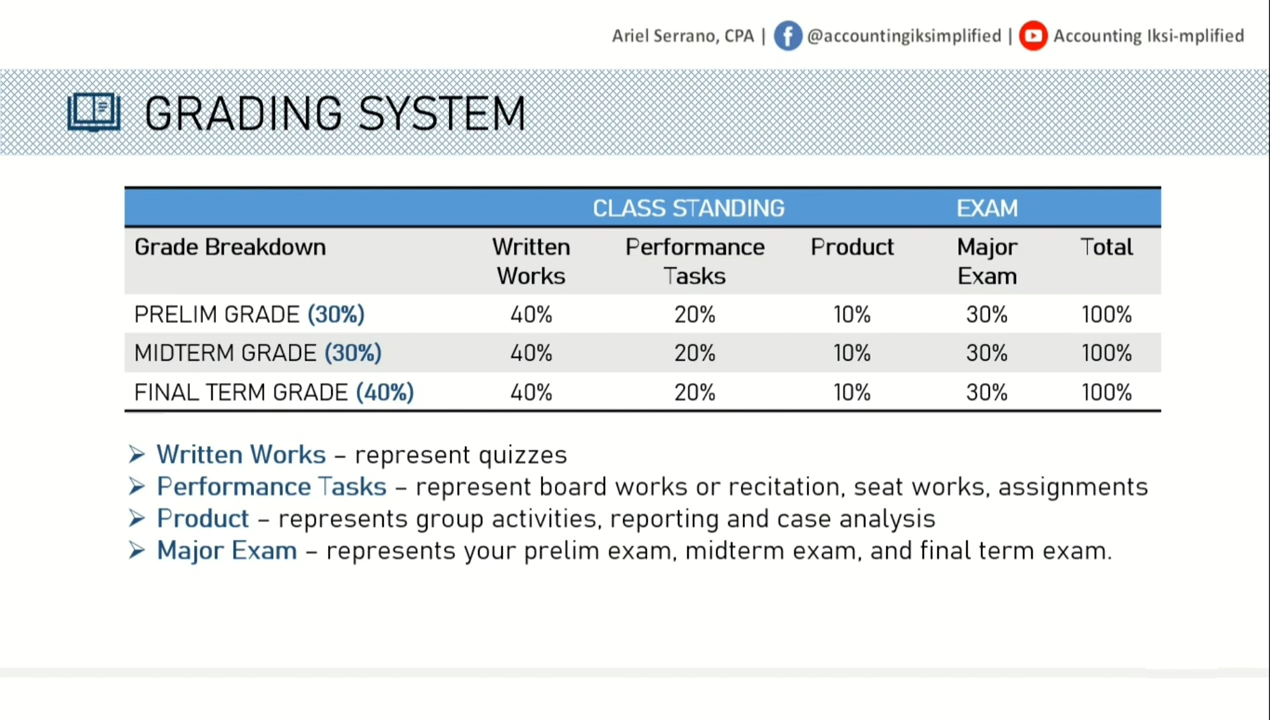 Ariel Serrano, CPA | @accountingiksimplified | Accounting Iksi-mplified
GRADING SYSTEM
CLASS STANDING EXAM
Grade Breakdown Written Works Performance Tasks Product Major Exam Total
PRELIM GRADE (30%) 40% 20% 10% 30% 100%
MIDTERM GRADE (30%) 40% 20% 10% 30% 100%
FINAL TERM GRADE (40%) 40% 20% 10% 30% 100%
➢ Written Works – represent quizzes
➢ Performance Tasks – represent board works or recitation, seat works, assignments
➢ Product – represents group activities, reporting and case analysis
➢ Major Exam – represents your prelim exam, midterm exam, and final term exam.